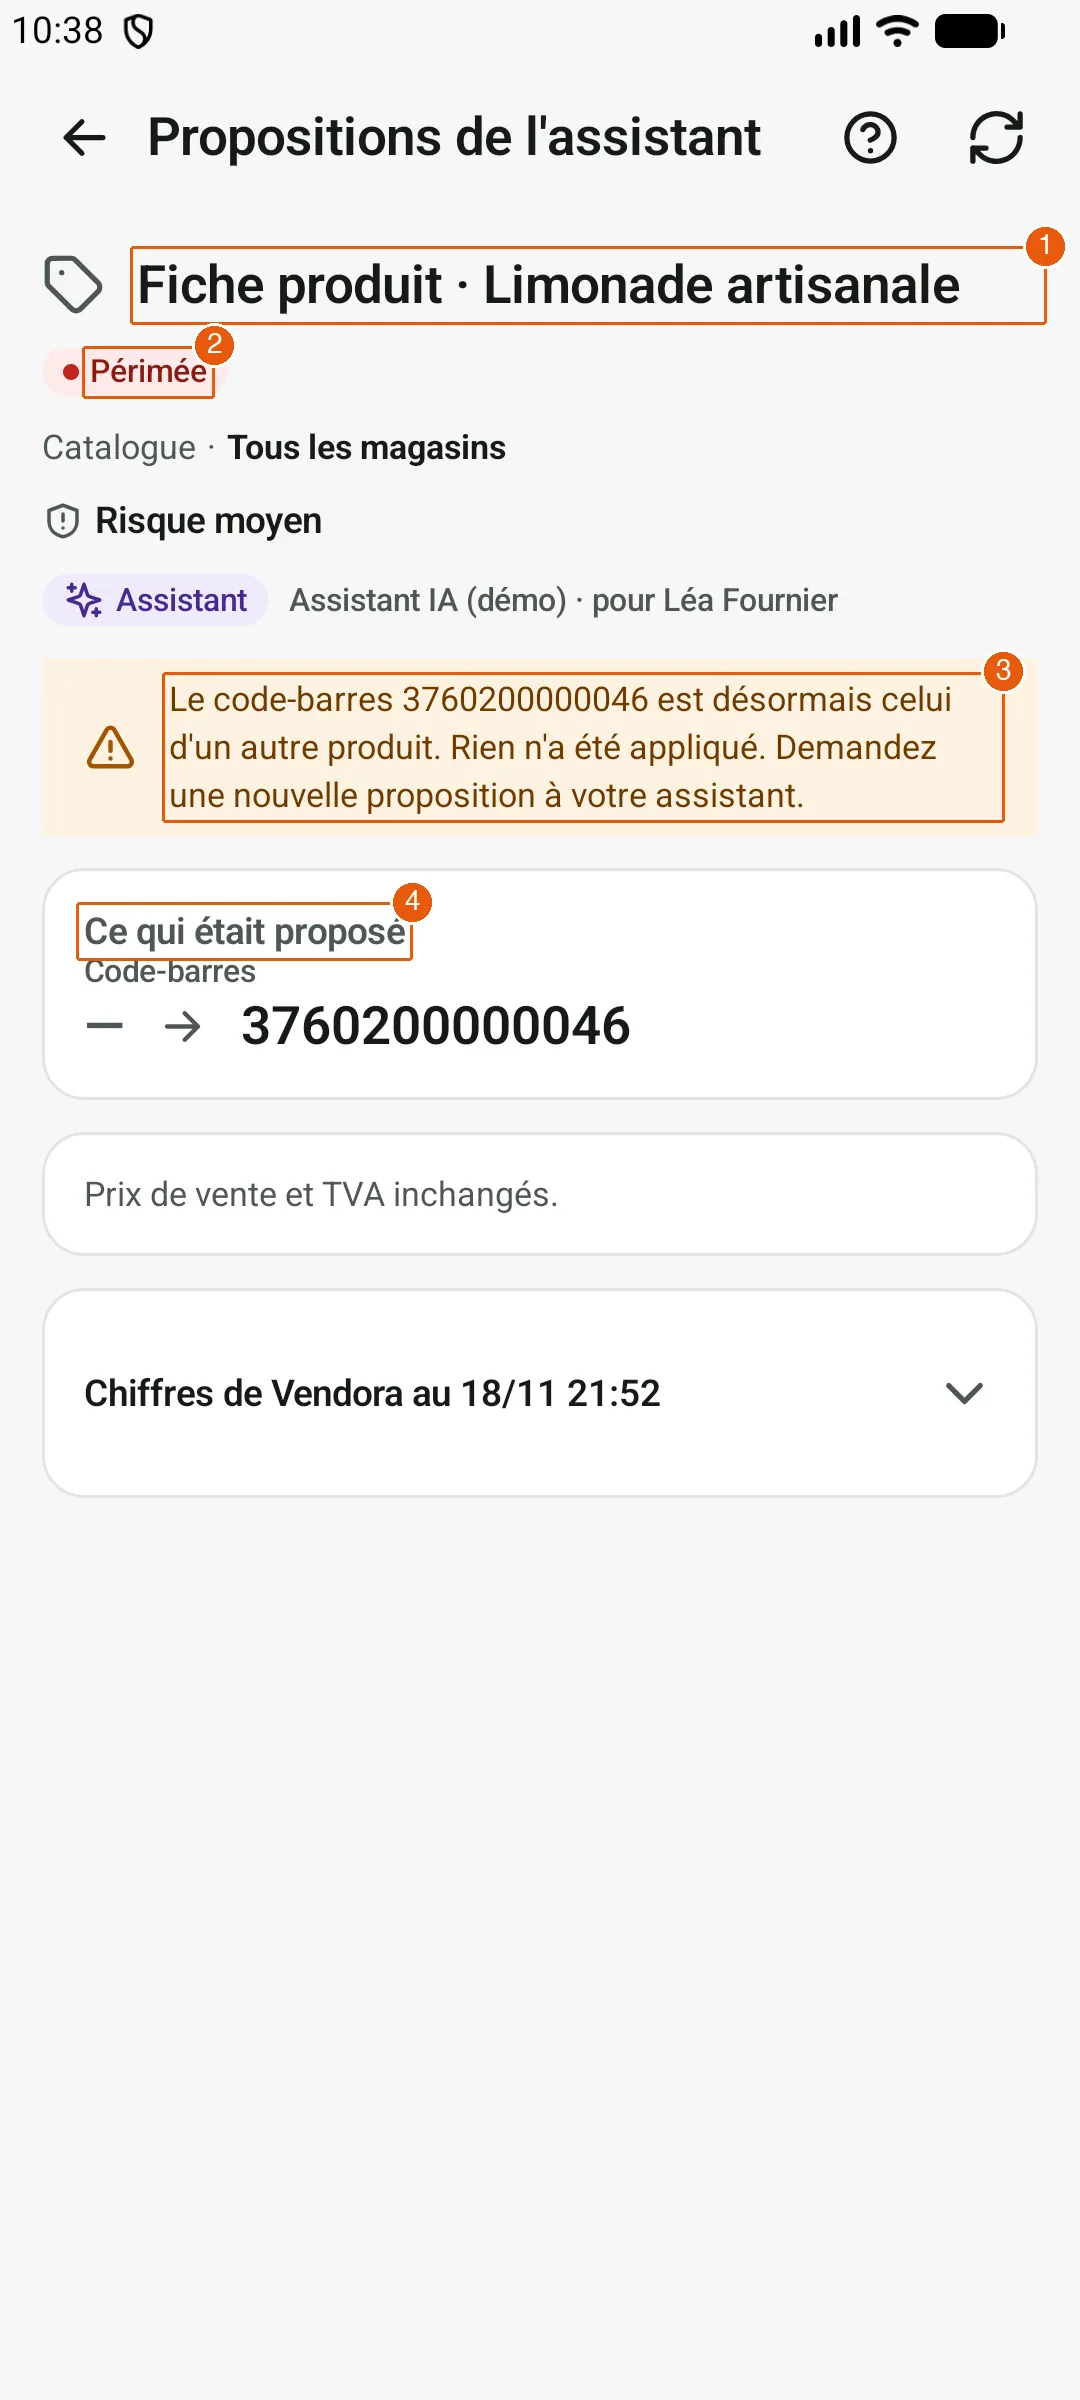 10:38
Propositions de l'assistant
Fiche produit · Limonade artisanale
1
Périmée
2
Catalogue · Tous les magasins
Risque moyen
Assistant Assistant IA (démo) · pour Léa Fournier
3
Le code-barres 3760200000046 est désormais celui
d'un autre produit. Rien n'a été appliqué. Demandez
une nouvelle proposition à votre assistant.
4
Ce qui était proposé
Code-barres
— → 3760200000046
Prix de vente et TVA inchangés.
Chiffres de Vendora au 18/11 21:52